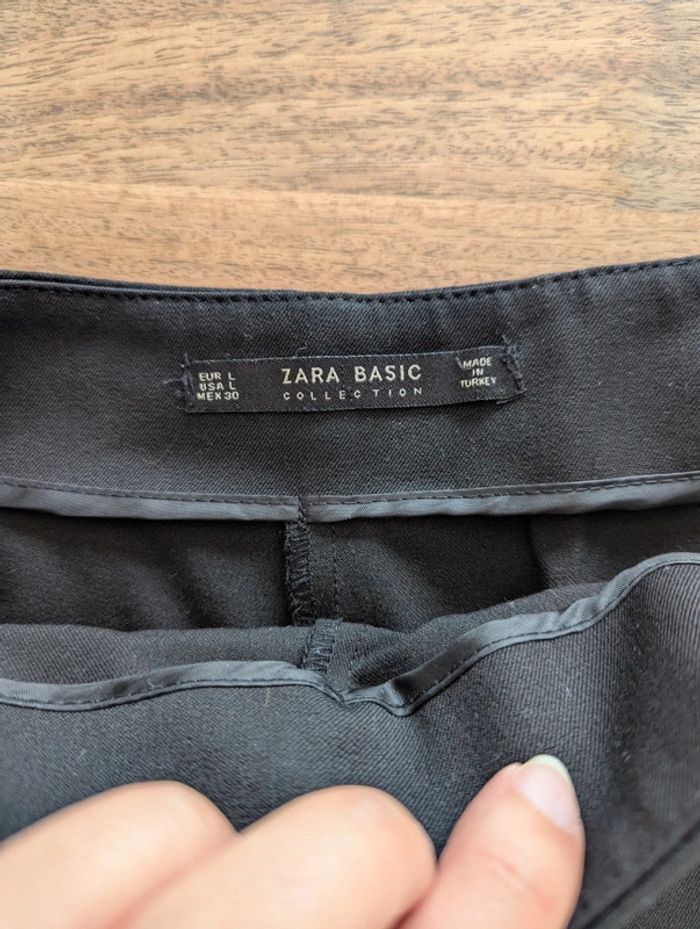 EUR L
USA L
MEX 30
ZARA BASIC
COLLECTION
MADE
IN
TURKEY